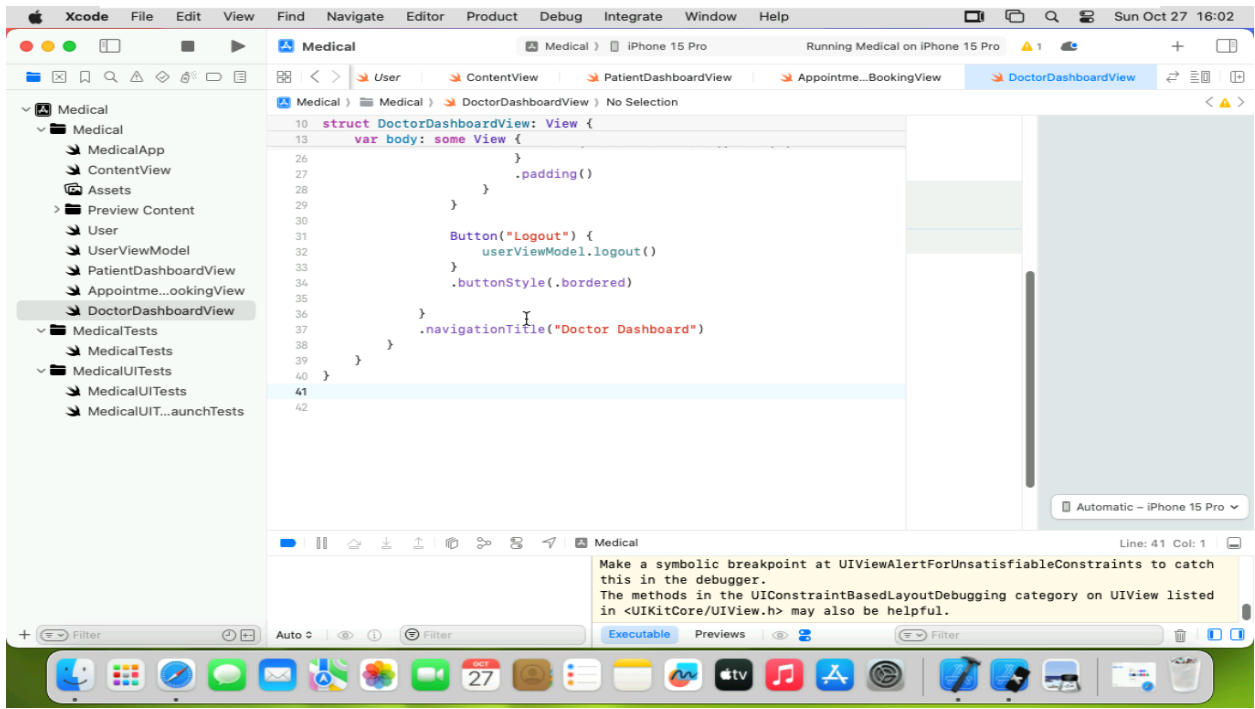 Xcode File Edit View Find Navigate Editor Product Debug Integrate Window Help Sun Oct 27 16:02
Medical Medical 〉 iPhone 15 Pro Running Medical on iPhone 15 Pro 1
User ContentView PatientDashboardView Appointme...BookingView DoctorDashboardView
Medical 〉 Medical 〉 DoctorDashboardView 〉 No Selection
Medical
Medical
MedicalApp
ContentView
Assets
Preview Content
User
UserViewModel
PatientDashboardView
Appointme...ookingView
DoctorDashboardView
MedicalTests
MedicalTests
MedicalUITests
MedicalUITests
MedicalUIT...aunchTests
Filter
10 struct DoctorDashboardView: View {
13 var body: some View {
26 }
27 .padding()
28 }
29 }
30
31 Button("Logout") {
32 userViewModel.logout()
33 }
34 .buttonStyle(.bordered)
35
36 }
37 .navigationTitle("Doctor Dashboard")
38 }
39 }
40 }
41
42
Automatic – iPhone 15 Pro
Medical Line: 41 Col: 1
Make a symbolic breakpoint at UIViewAlertForUnsatisfiableConstraints to catch
this in the debugger.
The methods in the UIConstraintBasedLayoutDebugging category on UIView listed
in <UIKitCore/UIView.h> may also be helpful.
Auto Filter Executable Previews Filter
OCT
27
tv